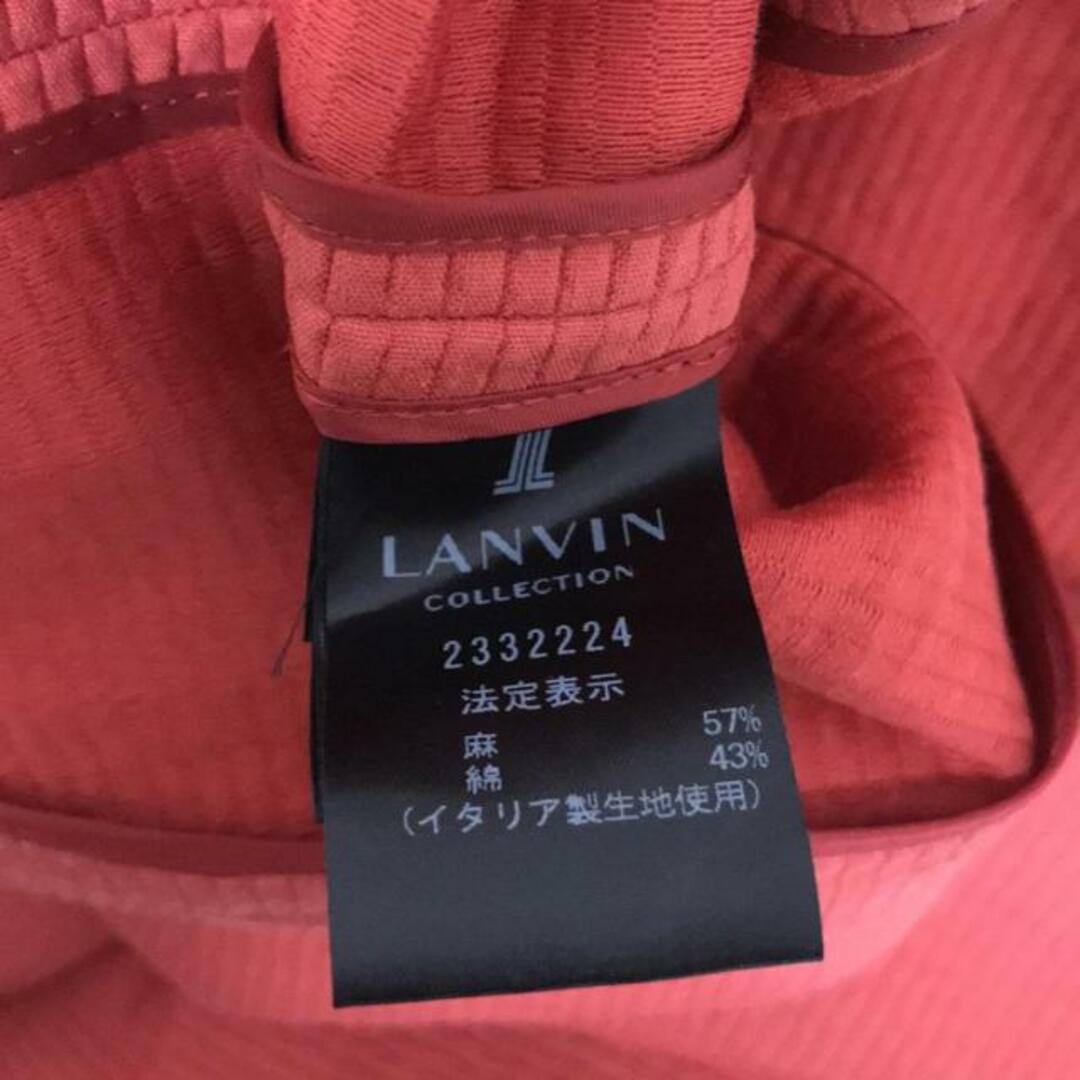 LANVIN
COLLECTION
2332224
法定表示
麻 57%
綿 43%
(イタリア製生地使用)